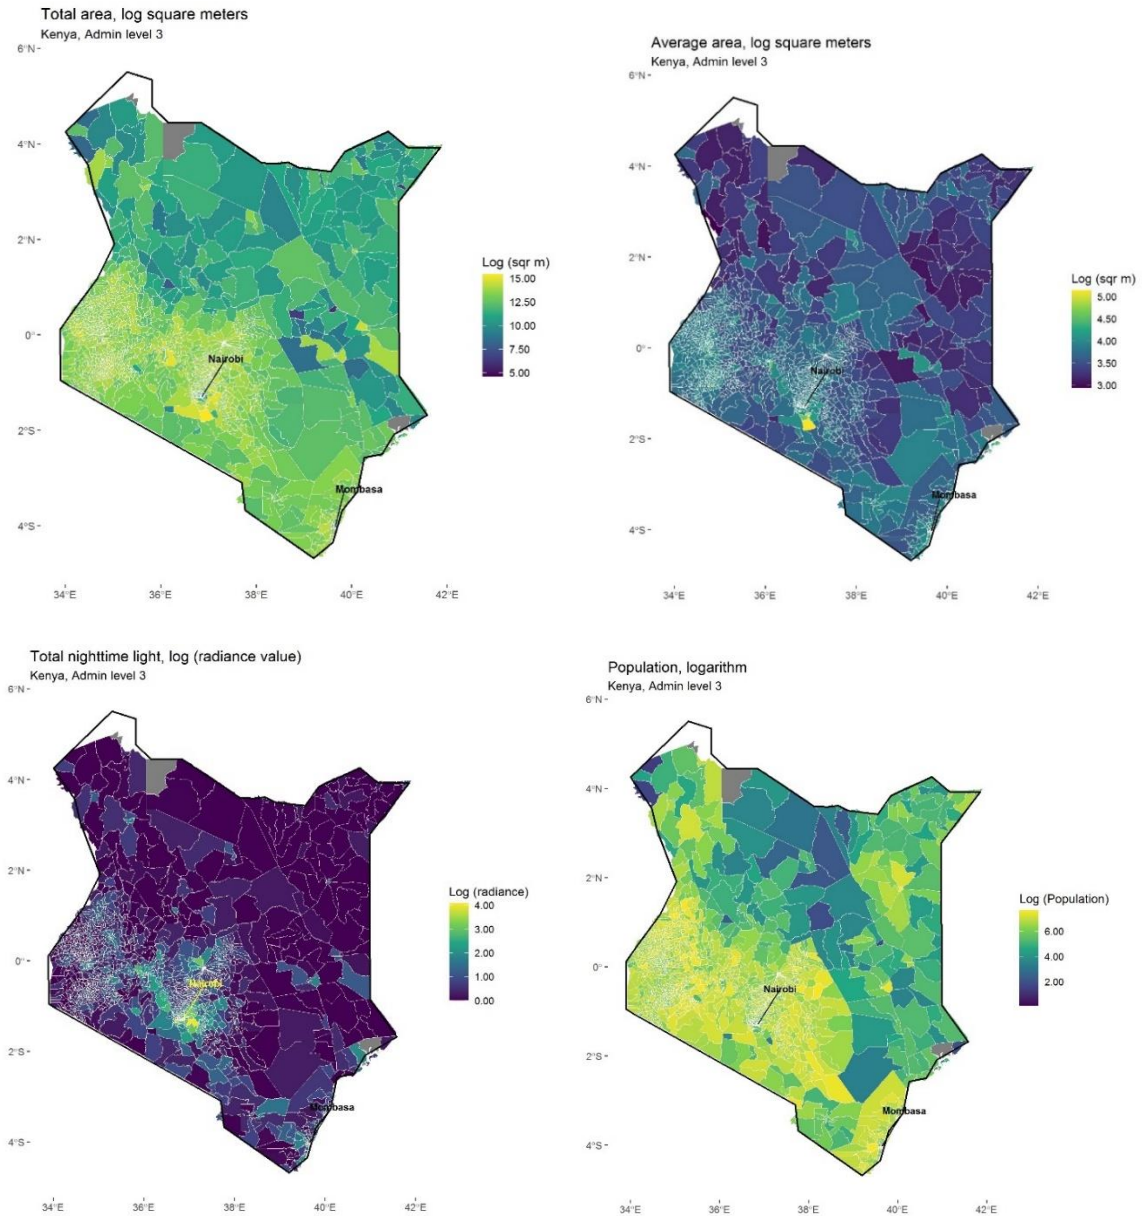 Total area, log square meters
Kenya, Admin level 3
6°N
4°N
2°N
0°
2°S
4°S
34°E 36°E 38°E 40°E 42°E
Nairobi
Mombasa
Log (sqr m)
15.00
12.50
10.00
7.50
5.00
Average area, log square meters
Kenya, Admin level 3
6°N
4°N
2°N
0°
2°S
4°S
34°E 36°E 38°E 40°E 42°E
Nairobi
Mombasa
Log (sqr m)
5.00
4.50
4.00
3.50
3.00
Total nighttime light, log (radiance value)
Kenya, Admin level 3
6°N
4°N
2°N
0°
2°S
4°S
34°E 36°E 38°E 40°E 42°E
Nairobi
Mombasa
Log (radiance)
4.00
3.00
2.00
1.00
0.00
Population, logarithm
Kenya, Admin level 3
6°N
4°N
2°N
0°
2°S
4°S
34°E 36°E 38°E 40°E 42°E
Nairobi
Mombasa
Log (Population)
6.00
4.00
2.00